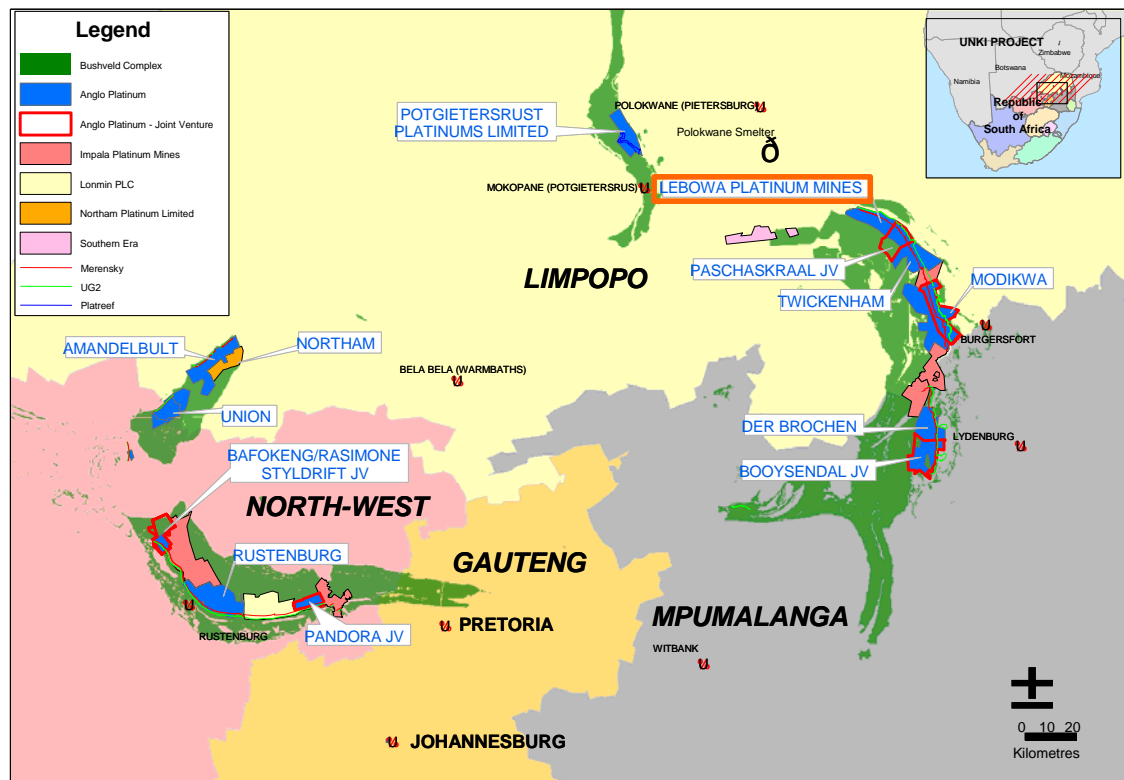 Legend
Bushveld Complex
Anglo Platinum
Anglo Platinum - Joint Venture
Impala Platinum Mines
Lonmin PLC
Northam Platinum Limited
Southern Era
Merensky
UG2
Platreef
UNKI PROJECT
Zimbabwe
Botswana
Namibia
Mozambique
Republic
of
South Africa
POTGIETERSRUST
PLATINUMS LIMITED
POLOKWANE (PIETERSBURG)
Polokwane Smelter
MOKOPANE (POTGIETERSRUS)
LEBOWA PLATINUM MINES
LIMPOPO
PASCHASKRAAL JV
TWICKENHAM
MODIKWA
BURGERSFORT
AMANDELBULT
NORTHAM
BELA BELA (WARMBATHS)
UNION
DER BROCHEN
LYDENBURG
BOOYSENDAL JV
BAFOKENG/RASIMONE
STYLDRIFT JV
NORTH-WEST
RUSTENBURG
GAUTENG
MPUMALANGA
RUSTENBURG
PANDORA JV
PRETORIA
WITBANK
JOHANNESBURG
0 10 20
Kilometres